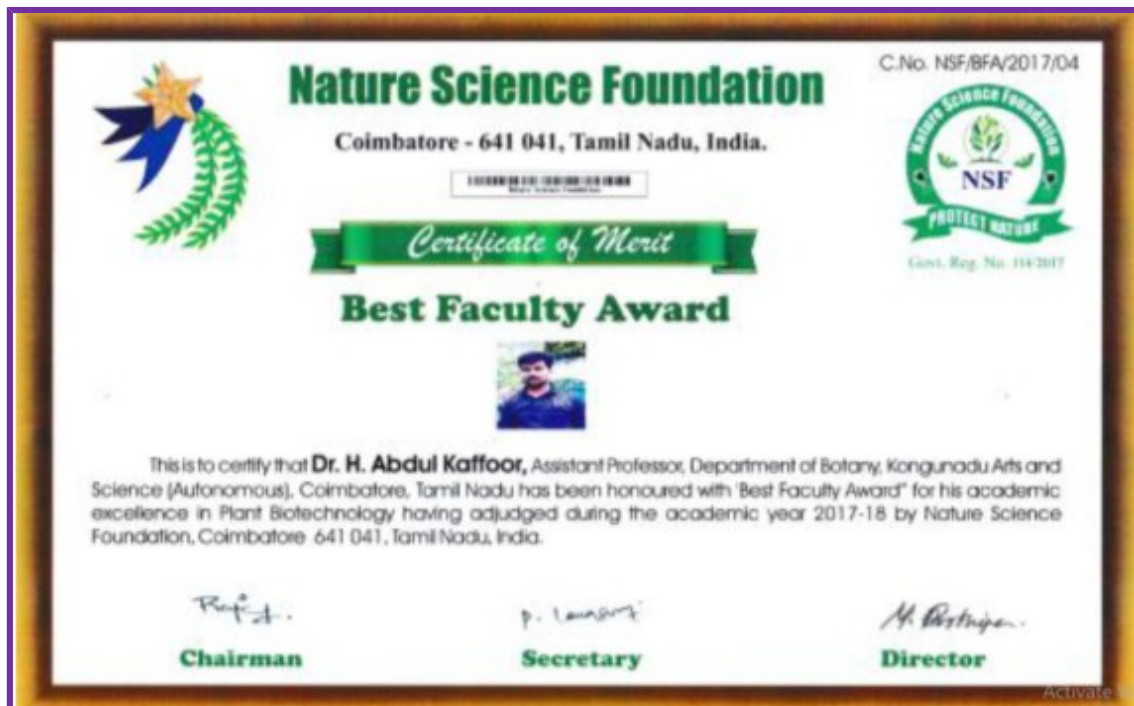 C.No. NSF/BFA/2017/04
Nature Science Foundation
Coimbatore - 641 041, Tamil Nadu, India.
Nature Science Foundation
Nature Science Foundation
NSF
PROTECT NATURE
Govt. Reg. No. 114/2017
Certificate of Merit
Best Faculty Award
This is to certify that Dr. H. Abdul Kaffoor, Assistant Professor, Department of Botany, Kongunadu Arts and
Science (Autonomous), Coimbatore, Tamil Nadu has been honoured with 'Best Faculty Award" for his academic
excellence in Plant Biotechnology having adjudged during the academic year 2017-18 by Nature Science
Foundation, Coimbatore 641 041, Tamil Nadu, India.
Chairman
Secretary
Director
Activate